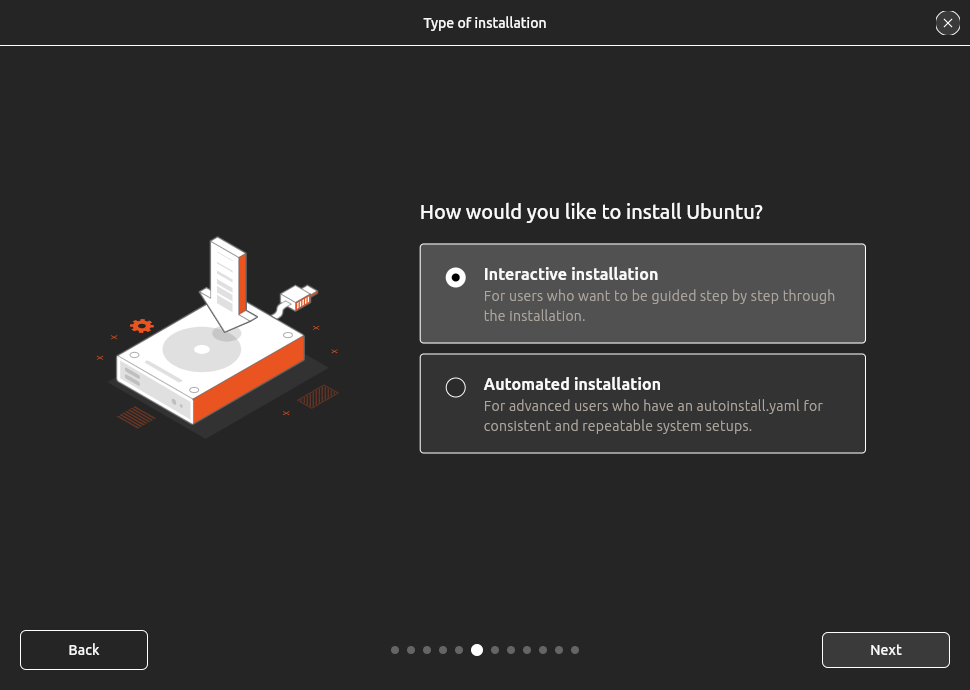 Type of installation
How would you like to install Ubuntu?
Interactive installation
For users who want to be guided step by step through
the installation.
Automated installation
For advanced users who have an autoinstall.yaml for
consistent and repeatable system setups.
Back
Next